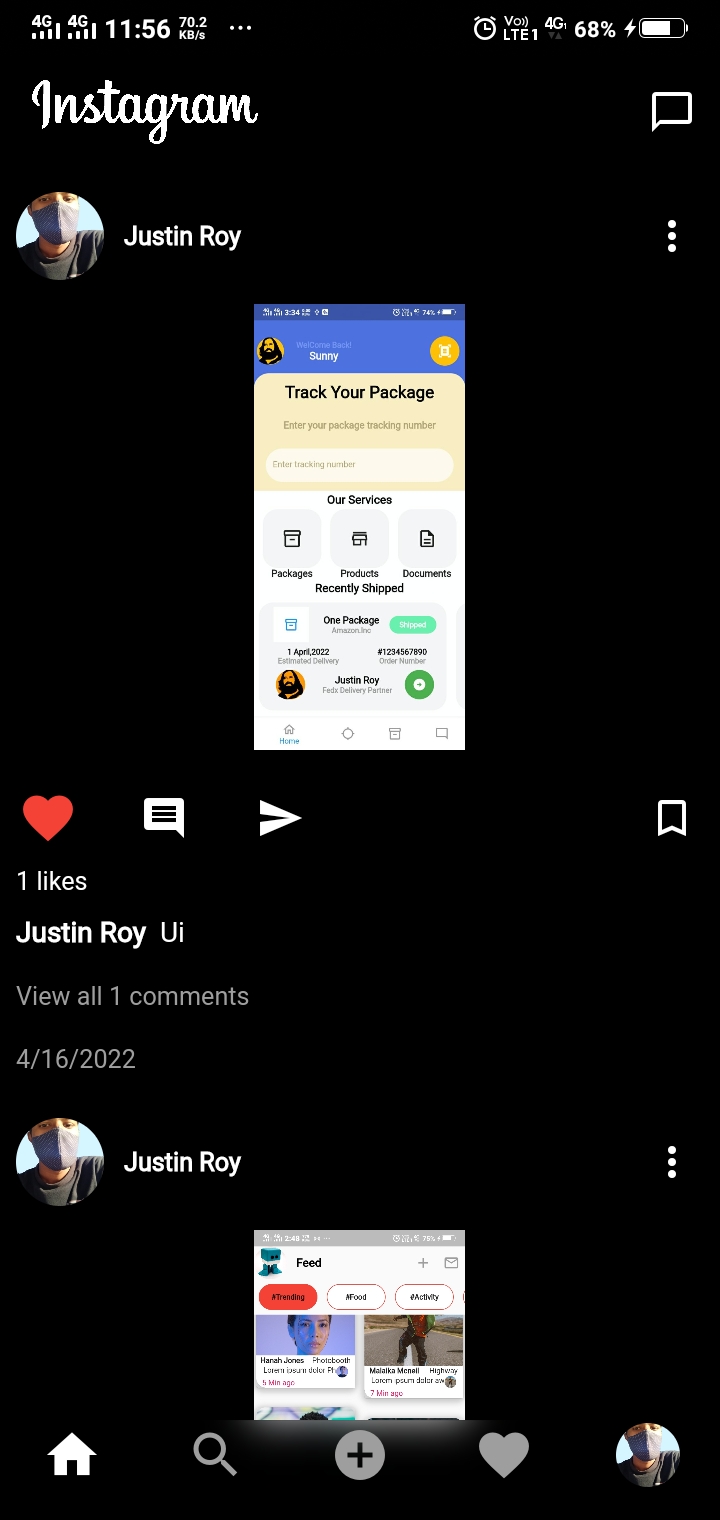 4G 4G 11:56 70.2 KB/s ... Vo)) LTE1 4G 68%
Instagram
Justin Roy
3:34 74%
WelCome Back!
Sunny
Track Your Package
Enter your package tracking number
Enter tracking number
Our Services
Packages Products Documents
Recently Shipped
One Package
Amazon.inc
Shipped
1 April,2022 #1234567890
Estimated Delivery Order Number
Justin Roy
Fedx Delivery Partner
Home
1 likes
Justin Roy Ui
View all 1 comments
4/16/2022
Justin Roy
2:48 75%
Feed
#Trending #Food #Activity
Hanah Jones Photobooth
Lorem ipsum dolor Ph
5 Min ago
Malaika Mcneil Highway
Lorem ipsum dolor aw
7 Min ago